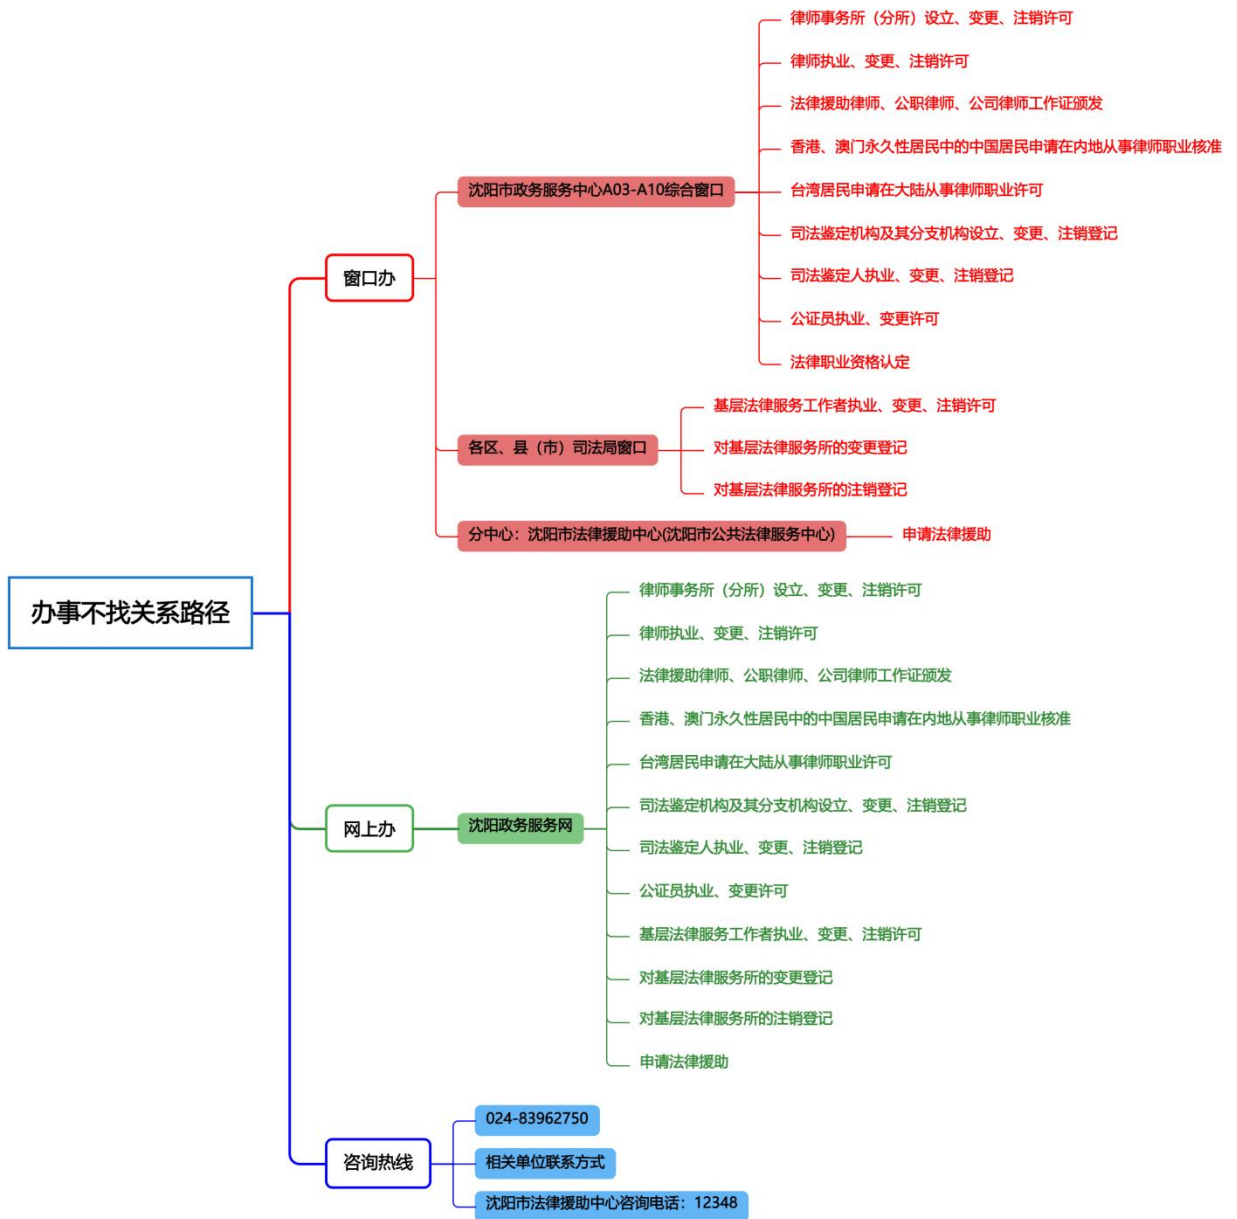 办事不找关系路径
窗口办
沈阳市政务服务中心A03-A10综合窗口
律师事务所（分所）设立、变更、注销许可
律师执业、变更、注销许可
法律援助律师、公职律师、公司律师工作证颁发
香港、澳门永久性居民中的中国居民申请在内地从事律师职业核准
台湾居民申请在大陆从事律师职业许可
司法鉴定机构及其分支机构设立、变更、注销登记
司法鉴定人执业、变更、注销登记
公证员执业、变更许可
法律职业资格认定
各区、县（市）司法局窗口
基层法律服务工作者执业、变更、注销许可
对基层法律服务所的变更登记
对基层法律服务所的注销登记
分中心：沈阳市法律援助中心(沈阳市公共法律服务中心)
申请法律援助
网上办
沈阳政务服务网
律师事务所（分所）设立、变更、注销许可
律师执业、变更、注销许可
法律援助律师、公职律师、公司律师工作证颁发
香港、澳门永久性居民中的中国居民申请在内地从事律师职业核准
台湾居民申请在大陆从事律师职业许可
司法鉴定机构及其分支机构设立、变更、注销登记
司法鉴定人执业、变更、注销登记
公证员执业、变更许可
基层法律服务工作者执业、变更、注销许可
对基层法律服务所的变更登记
对基层法律服务所的注销登记
申请法律援助
咨询热线
024-83962750
相关单位联系方式
沈阳市法律援助中心咨询电话：12348